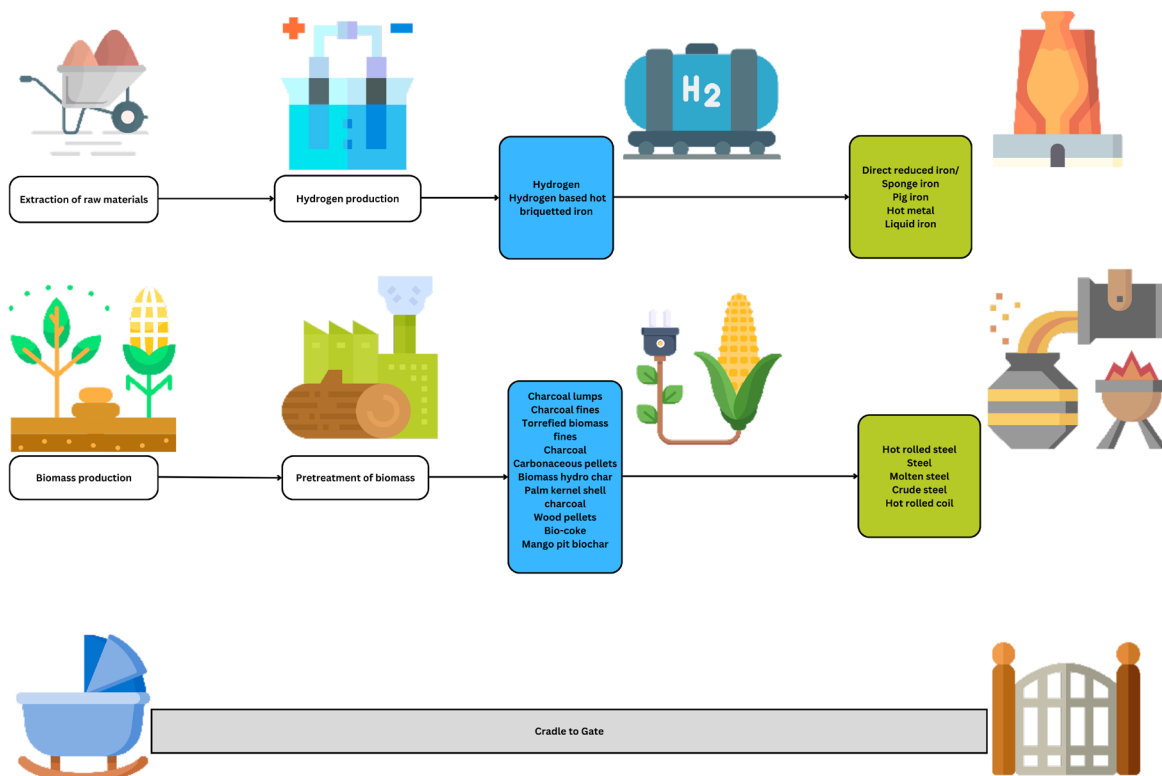 H2
Extraction of raw materials
Hydrogen production
Hydrogen
Hydrogen based hot
briquetted iron
Direct reduced iron/
Sponge iron
Pig iron
Hot metal
Liquid iron
Biomass production
Pretreatment of biomass
Charcoal lumps
Charcoal fines
Torrefied biomass
fines
Charcoal
Carbonaceous pellets
Biomass hydro char
Palm kernel shell
charcoal
Wood pellets
Bio-coke
Mango pit biochar
Hot rolled steel
Steel
Molten steel
Crude steel
Hot rolled coil
Cradle to Gate